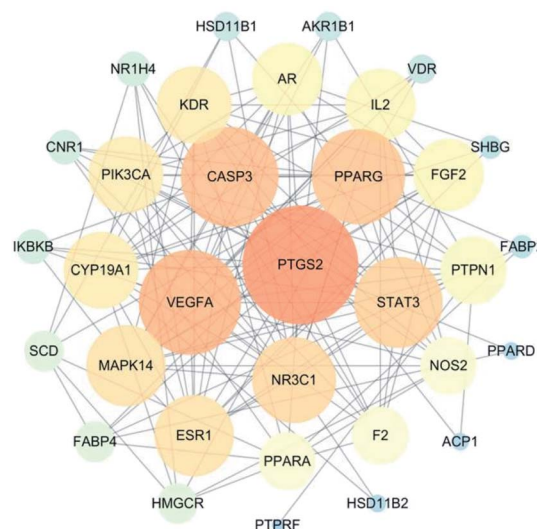 HSD11B1
AKR1B1
NR1H4
KDR
AR
IL2
VDR
CNR1
PIK3CA
CASP3
PPARG
FGF2
SHBG
IKBKB
CYP19A1
PTGS2
PTPN1
VEGFA
STAT3
SCD
MAPK14
NR3C1
NOS2
PPARD
FABP4
ESR1
PPARA
F2
ACP1
HMGCR
HSD11B2